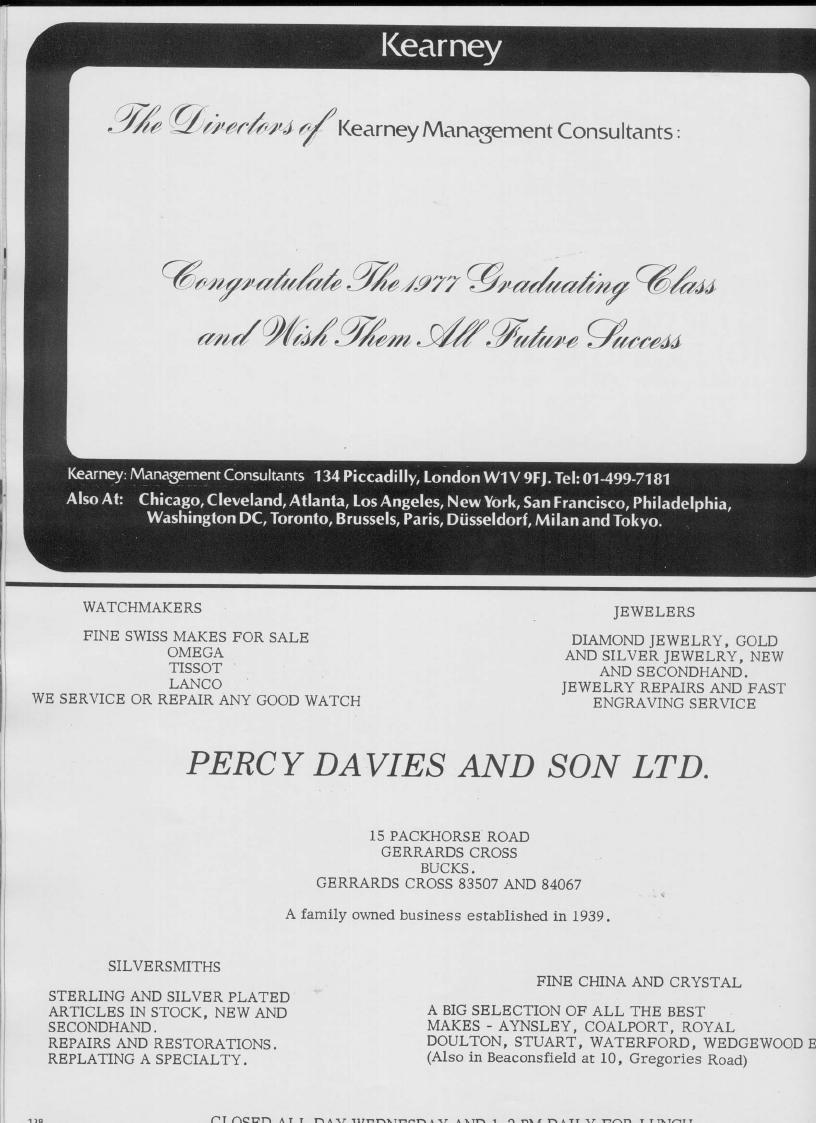 Kearney
The Directors of Kearney Management Consultants:
Congratulate The 1977 Graduating Class
and Wish Them All Future Success
Kearney: Management Consultants 134 Piccadilly, London W1V 9FJ. Tel: 01-499-7181
Also At: Chicago, Cleveland, Atlanta, Los Angeles, New York, San Francisco, Philadelphia,
Washington DC, Toronto, Brussels, Paris, Düsseldorf, Milan and Tokyo.
WATCHMAKERS
FINE SWISS MAKES FOR SALE
OMEGA
TISSOT
LANCO
WE SERVICE OR REPAIR ANY GOOD WATCH
JEWELERS
DIAMOND JEWELRY, GOLD
AND SILVER JEWELRY, NEW
AND SECONDHAND.
JEWELRY REPAIRS AND FAST
ENGRAVING SERVICE
PERCY DAVIES AND SON LTD.
15 PACKHORSE ROAD
GERRARDS CROSS
BUCKS.
GERRARDS CROSS 83507 AND 84067
A family owned business established in 1939.
SILVERSMITHS
STERLING AND SILVER PLATED
ARTICLES IN STOCK, NEW AND
SECONDHAND.
REPAIRS AND RESTORATIONS.
REPLATING A SPECIALTY.
FINE CHINA AND CRYSTAL
A BIG SELECTION OF ALL THE BEST
MAKES - AYNSLEY, COALPORT, ROYAL
DOULTON, STUART, WATERFORD, WEDGEWOOD E
(Also in Beaconsfield at 10, Gregories Road)
CLOSED ALL DAY WEDNESDAY AND 1-2 PM DAILY FOR LUNCH